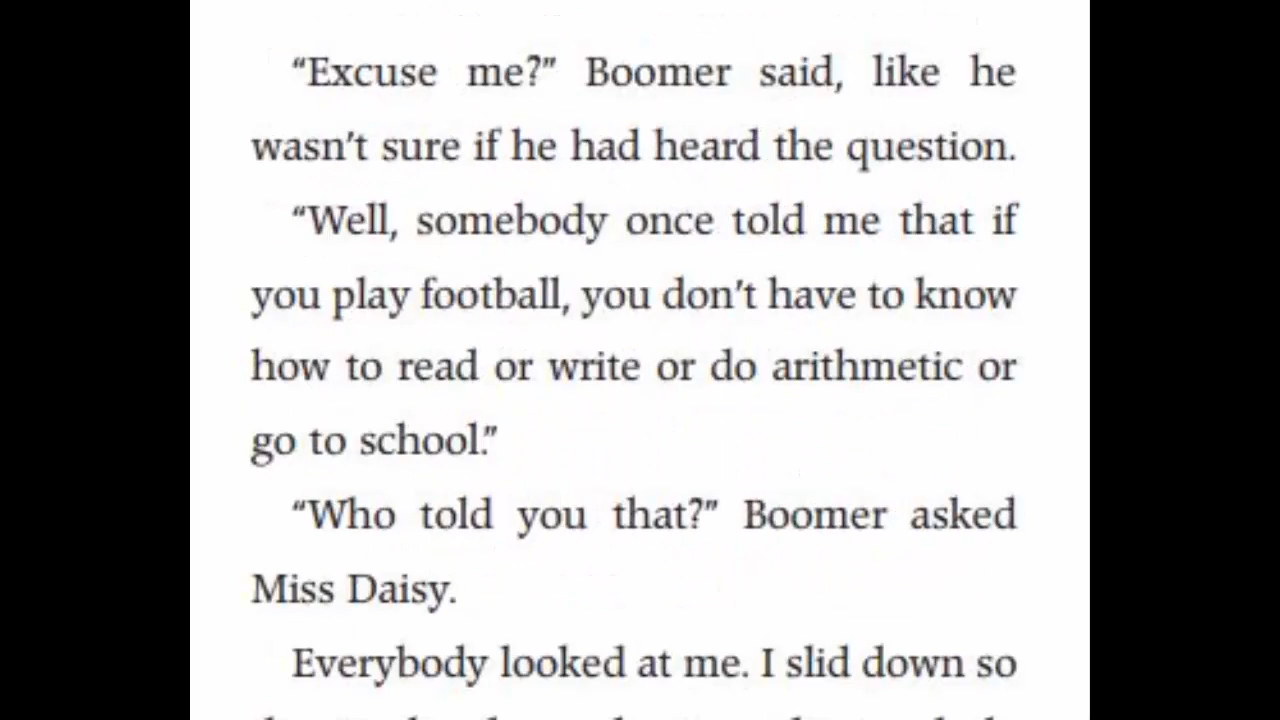 “Excuse me?” Boomer said, like he
wasn’t sure if he had heard the question.
“Well, somebody once told me that if
you play football, you don’t have to know
how to read or write or do arithmetic or
go to school.”
“Who told you that?” Boomer asked
Miss Daisy.
Everybody looked at me. I slid down so